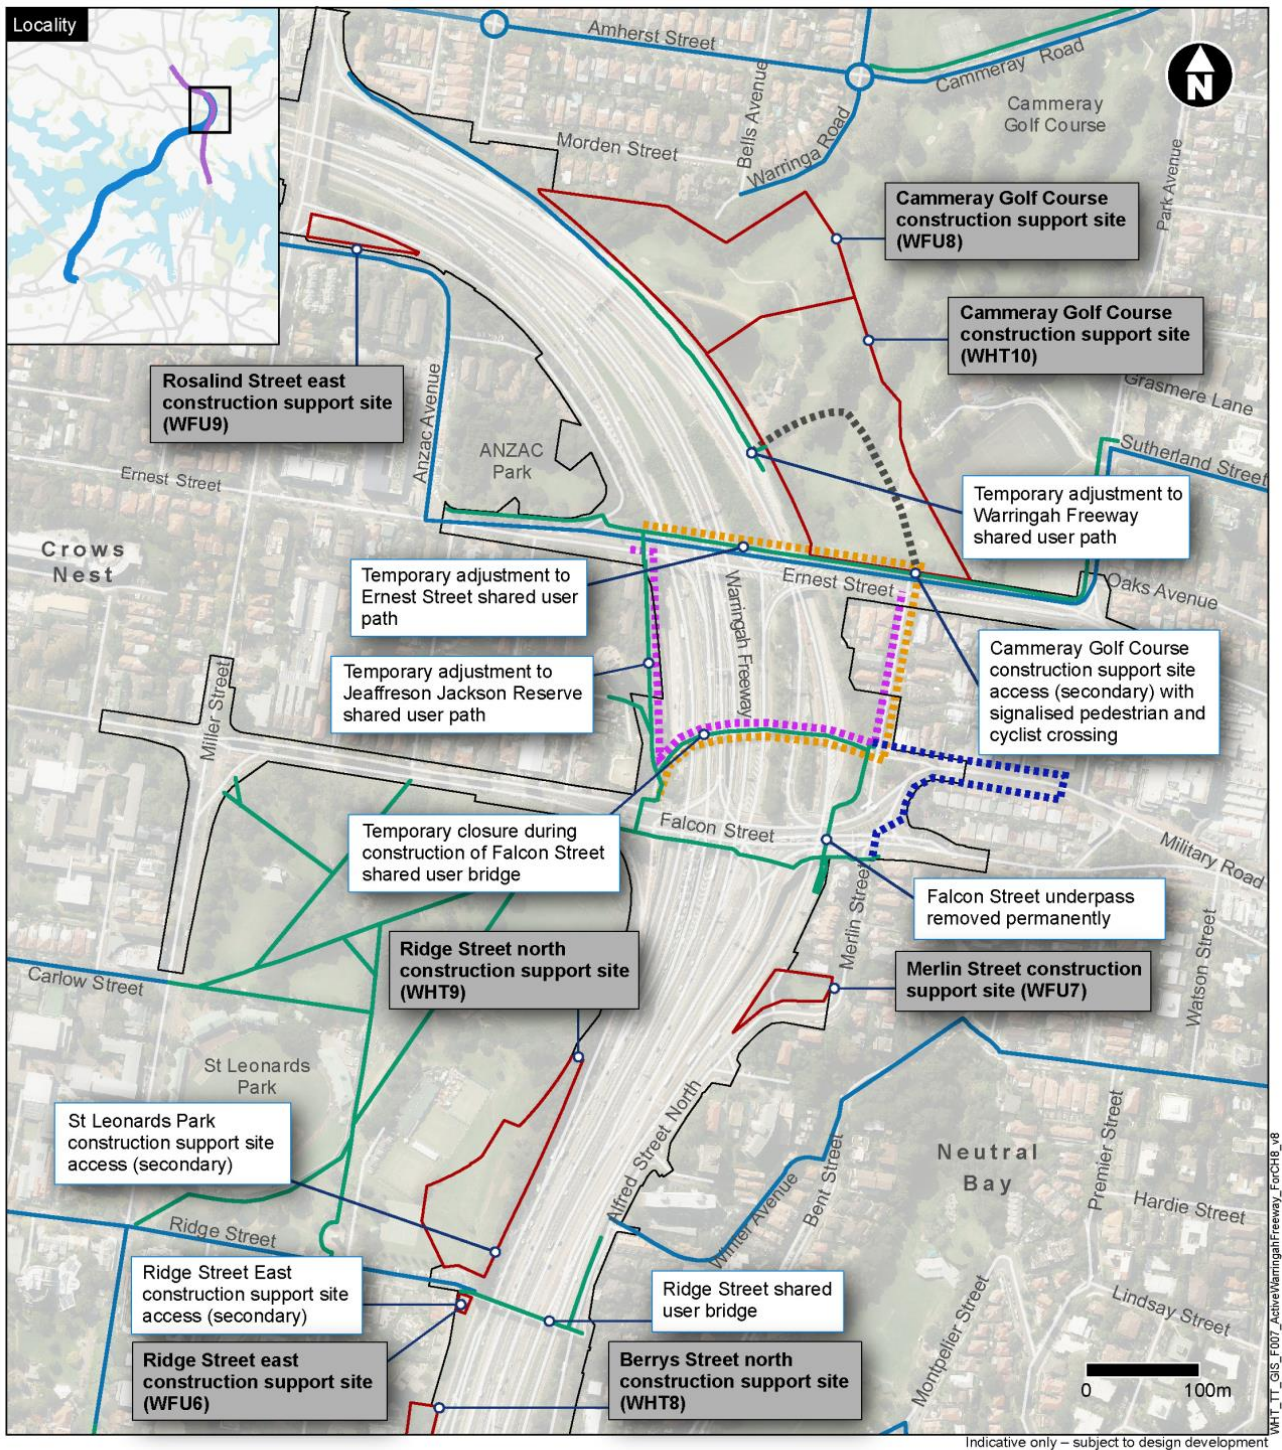 Locality
Amherst Street
Cammeray Road
Cammeray
Golf Course
N
Bells Avenue
Morden Street
Warringa Road
Park Avenue
Cammeray Golf Course
construction support site
(WFU8)
Cammeray Golf Course
construction support site
(WHT10)
Rosalind Street east
construction support site
(WFU9)
Anzac Avenue
ANZAC
Park
Grasmere Lane
Sutherland Street
Ernest Street
Temporary adjustment to
Warringah Freeway
shared user path
Crows
Nest
Temporary adjustment to
Ernest Street shared user
path
Warringah Freeway
Ernest Street
Oaks Avenue
Cammeray Golf Course
construction support site
access (secondary) with
signalised pedestrian and
cyclist crossing
Temporary adjustment to
Jeaffreson Jackson Reserve
shared user path
Miller Street
Temporary closure during
construction of Falcon Street
shared user bridge
Falcon Street
Military Road
Falcon Street underpass
removed permanently
Merlin Street
Watson Street
Ridge Street north
construction support site
(WHT9)
Merlin Street construction
support site (WFU7)
Carlow Street
St Leonards
Park
St Leonards Park
construction support site
access (secondary)
Alfred Street North
Neutral
Bay
Premier Street
Hardie Street
Bent Street
Winter Avenue
Ridge Street
Ridge Street East
construction support site
access (secondary)
Ridge Street shared
user bridge
Lindsay Street
Montpelier Street
Ridge Street east
construction support site
(WFU6)
Berrys Street north
construction support site
(WHT8)
0 100m
WHT_TT_GIS_F007_ActiveWarringahFreeway_ForCH8_v8
Indicative only – subject to design development